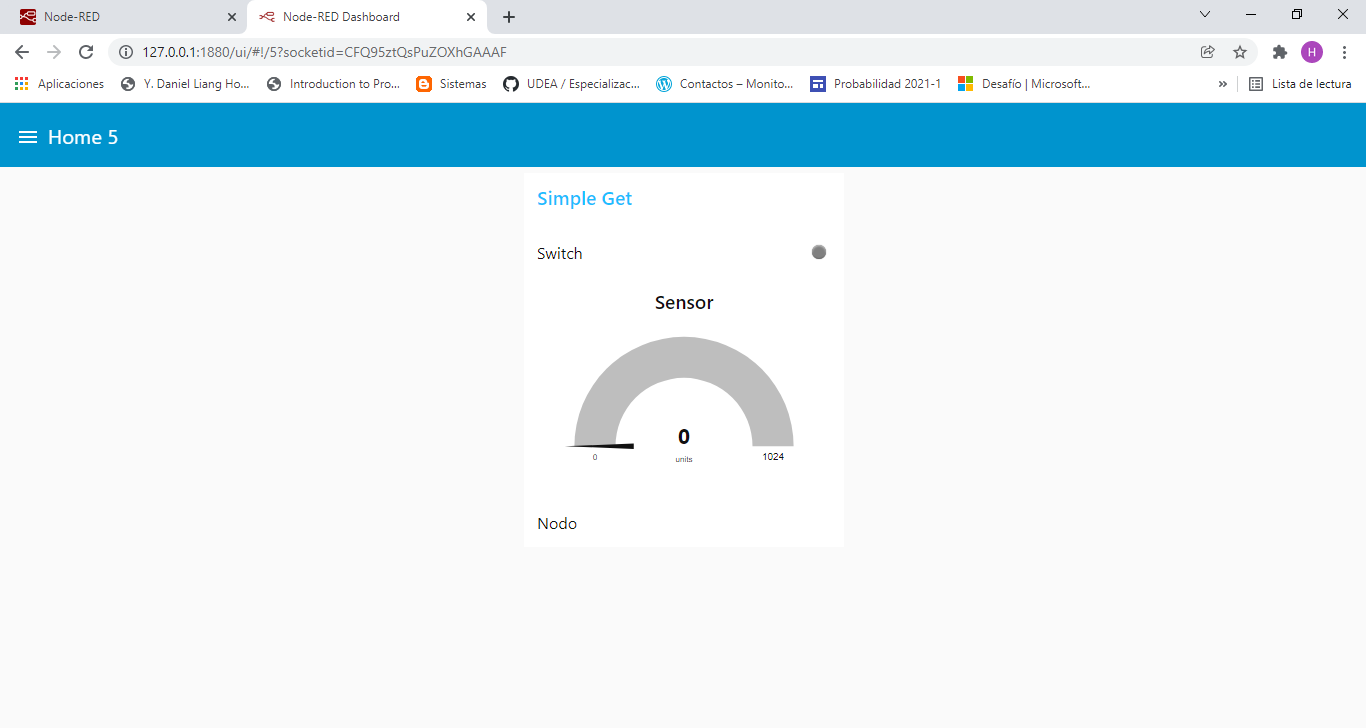 Node-RED
Node-RED Dashboard
127.0.0.1:1880/ui/#!/5?socketid=CFQ95ztQsPuZOXhGAAAF
H
Aplicaciones
Y. Daniel Liang Ho...
Introduction to Pro...
Sistemas
UDEA / Especializac...
Contactos – Monito...
Probabilidad 2021-1
Desafío | Microsoft...
»
Lista de lectura
Home 5
Simple Get
Switch
Sensor
0
units
0
1024
Nodo